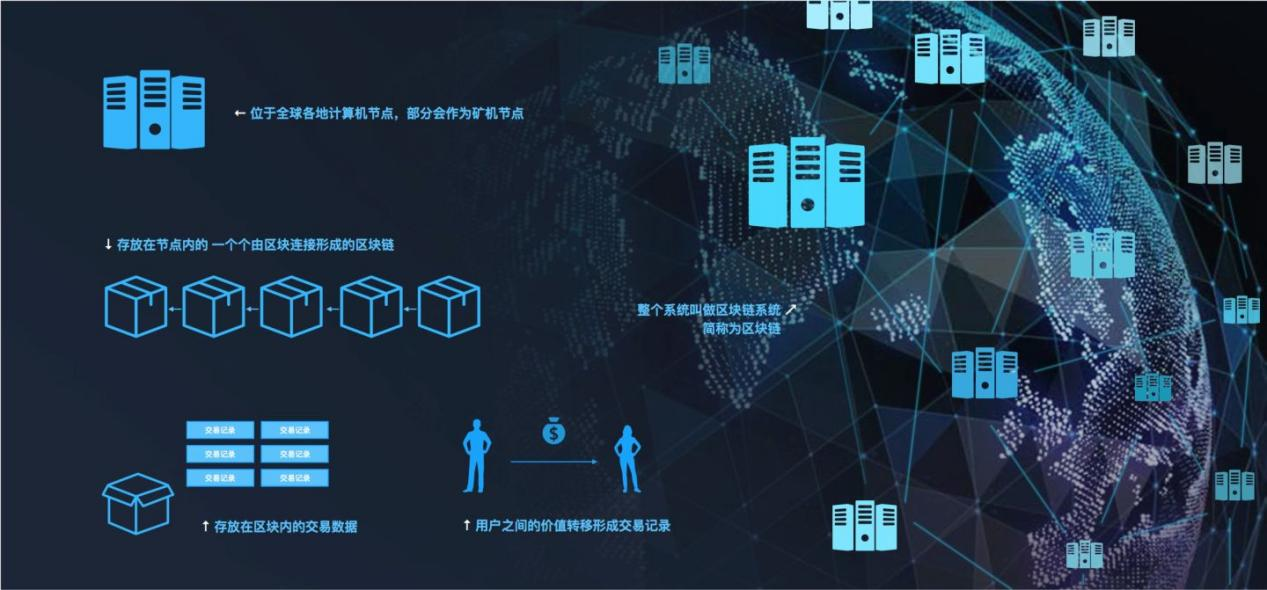 ← 位于全球各地计算机节点，部分会作为矿机节点
↓ 存放在节点内的 一个个由区块连接形成的区块链
整个系统叫做区块链系统 ↗
简称为区块链
交易记录 交易记录
交易记录 交易记录
交易记录 交易记录
↑ 存放在区块内的交易数据
$
↑ 用户之间的价值转移形成交易记录